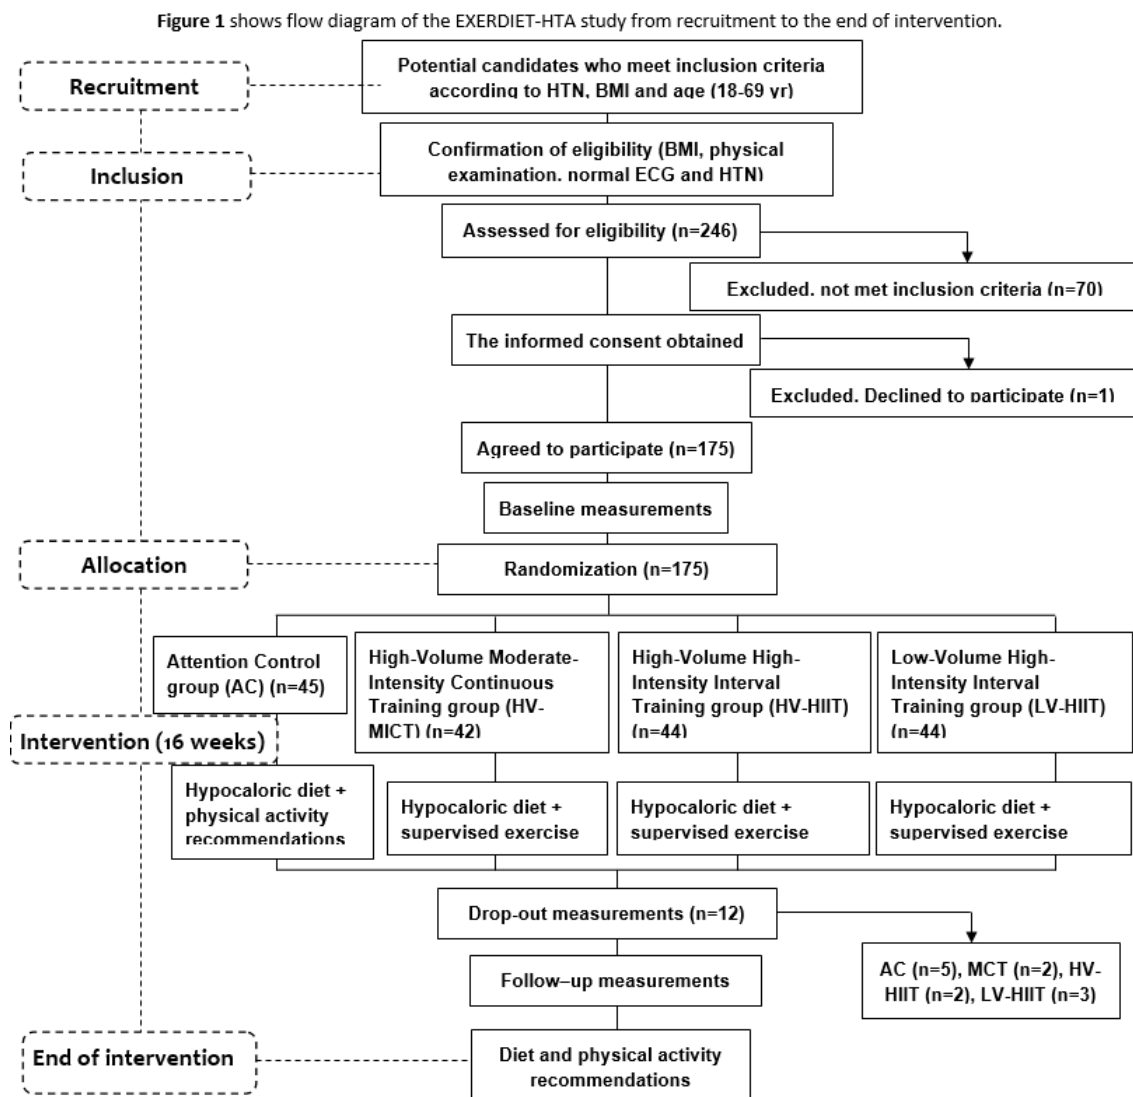 Figure 1 shows flow diagram of the EXERDIET-HTA study from recruitment to the end of intervention.
Recruitment
Potential candidates who meet inclusion criteria
according to HTN, BMI and age (18-69 yr)
Inclusion
Confirmation of eligibility (BMI, physical
examination, normal ECG and HTN)
Assessed for eligibility (n=246)
Excluded, not met inclusion criteria (n=70)
The informed consent obtained
Excluded. Declined to participate (n=1)
Agreed to participate (n=175)
Baseline measurements
Allocation
Randomization (n=175)
Attention Control
group (AC) (n=45)
High-Volume Moderate-
Intensity Continuous
Training group (HV-
MICT) (n=42)
High-Volume High-
Intensity Interval
Training group (HV-HIIT)
(n=44)
Low-Volume High-
Intensity Interval
Training group (LV-HIIT)
(n=44)
Intervention (16 weeks)
Hypocaloric diet +
physical activity
recommendations
Hypocaloric diet +
supervised exercise
Hypocaloric diet +
supervised exercise
Hypocaloric diet +
supervised exercise
Drop-out measurements (n=12)
AC (n=5), MCT (n=2), HV-
HIIT (n=2), LV-HIIT (n=3)
Follow–up measurements
End of intervention
Diet and physical activity
recommendations